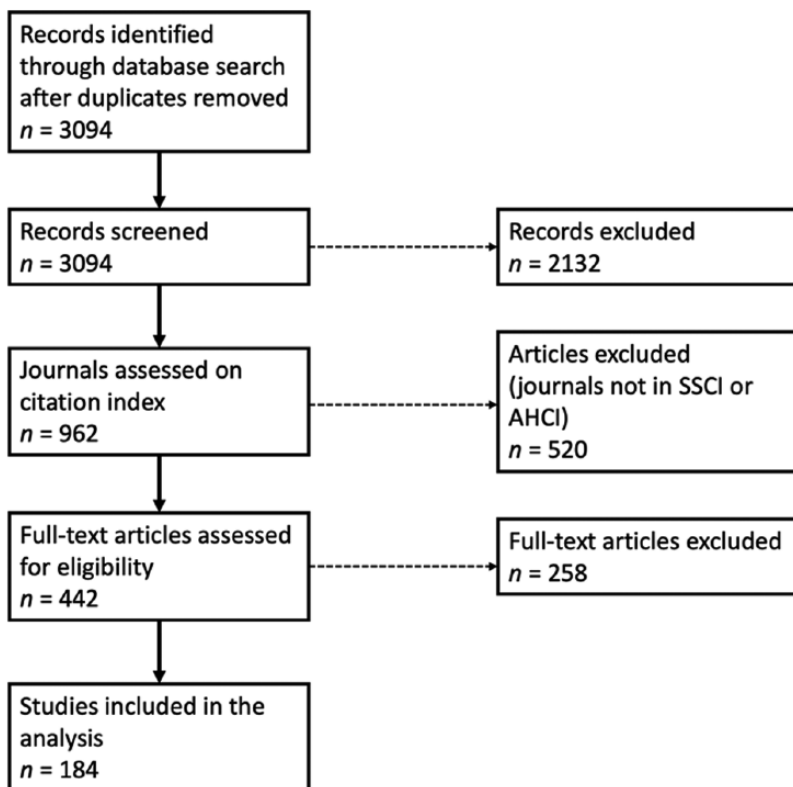 Records identified
through database search
after duplicates removed
n = 3094
Records screened
n = 3094
Records excluded
n = 2132
Journals assessed on
citation index
n = 962
Articles excluded
(journals not in SSCI or
AHCI)
n = 520
Full-text articles assessed
for eligibility
n = 442
Full-text articles excluded
n = 258
Studies included in the
analysis
n = 184